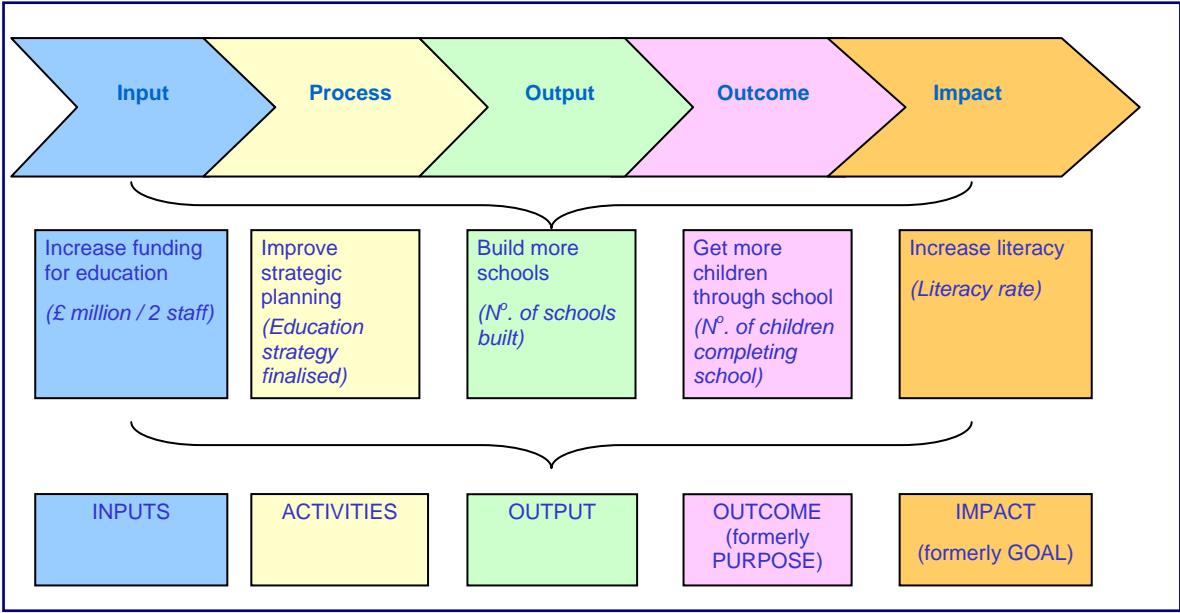 Input
Process
Output
Outcome
Impact
Increase funding
for education
(£ million / 2 staff)
Improve
strategic
planning
(Education
strategy
finalised)
Build more
schools
(Nº. of schools
built)
Get more
children
through school
(Nº. of children
completing
school)
Increase literacy
(Literacy rate)
INPUTS
ACTIVITIES
OUTPUT
OUTCOME
(formerly
PURPOSE)
IMPACT
(formerly GOAL)